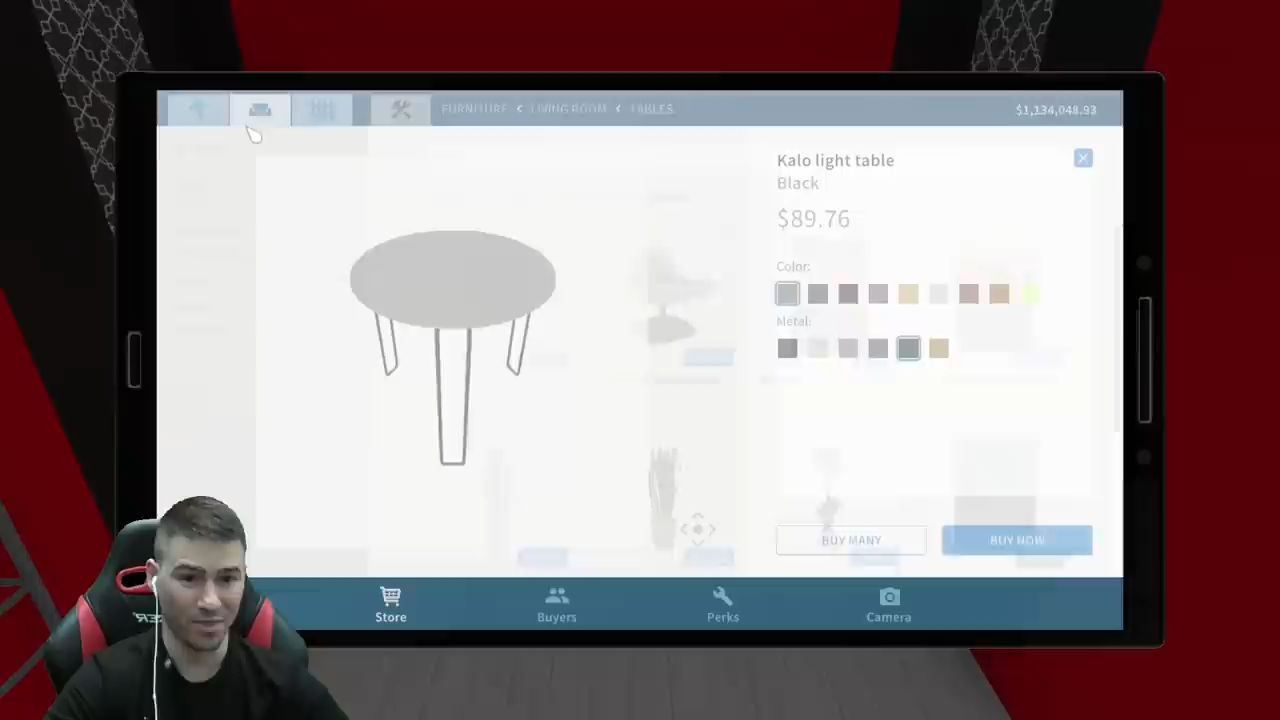 FURNITURE < LIVING ROOM < TABLES
$1,134,048.93
Kalo light table
Black
$89.76
Color:
Metal:
BUY MANY
BUY NOW
Store
Buyers
Perks
Camera